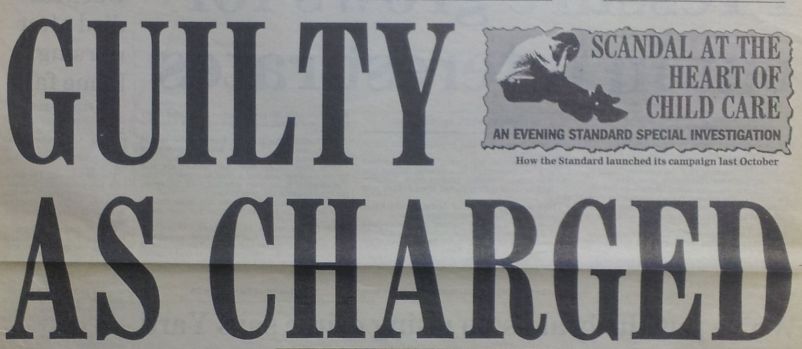 GUILTY
SCANDAL AT THE
HEART OF
CHILD CARE
AN EVENING STANDARD SPECIAL INVESTIGATION
How the Standard launched its campaign last October
AS CHARGED